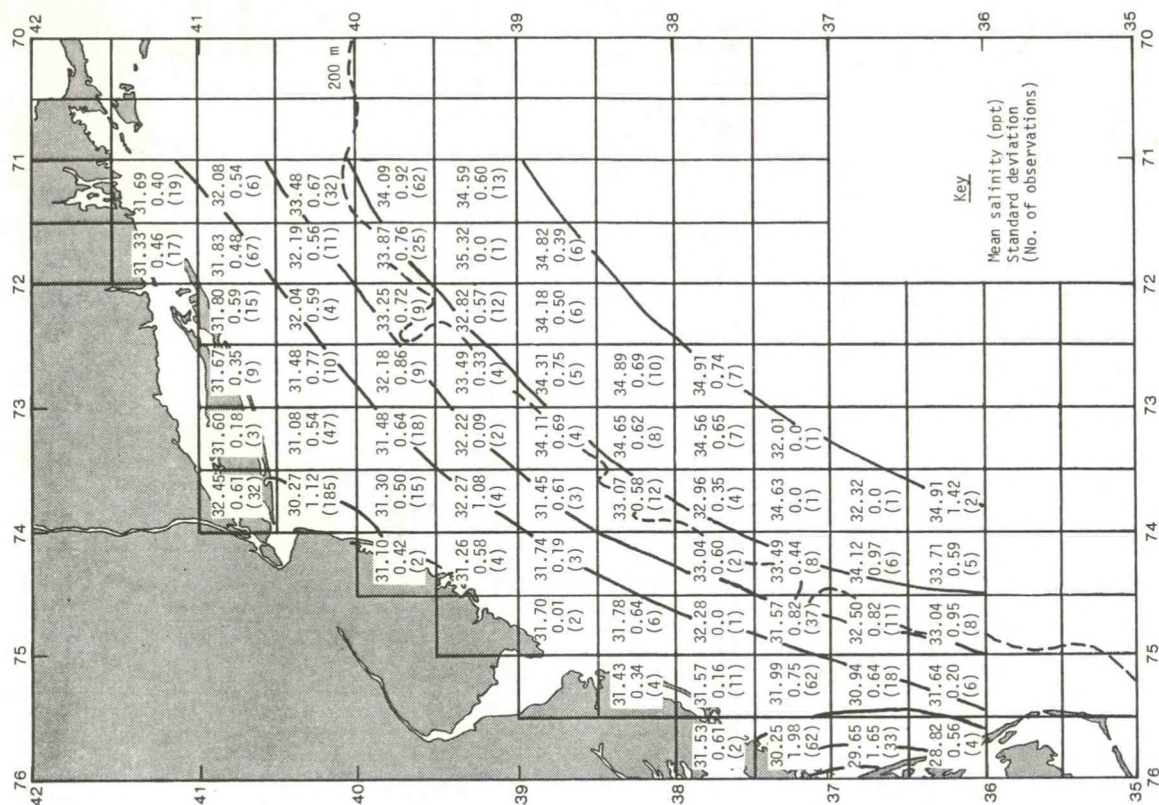 76 75 74 73 72 71 70
42 42
31.33 31.69
0.46 0.40
(17) (19)
41 41
32.45 31.60 31.67 31.80 31.83 32.08
0.61 0.18 0.35 0.59 0.48 0.54
(32) (3) (9) (15) (67) (6)
30.27 31.08 31.48 32.04 32.19 33.48
1.12 0.54 0.77 0.59 0.56 0.67
(185) (47) (10) (4) (11) (32)
200 m
40 40
31.10 31.30 31.48 32.18 33.25 33.87 34.09
0.42 0.50 0.64 0.86 0.72 0.76 0.92
(2) (15) (18) (9) (9) (25) (62)
31.26 32.27 32.22 33.49 32.82 35.32 34.59
0.58 1.08 0.09 0.33 0.57 0.0 0.60
(4) (4) (2) (4) (12) (1) (13)
39 39
31.70 31.74 31.45 34.11 34.31 34.18 34.82
0.01 0.19 0.61 0.69 0.75 0.50 0.39
(2) (3) (3) (4) (5) (6) (6)
31.43 31.78 33.07 34.65 34.89
0.34 0.64 0.58 0.62 0.69
(4) (6) (12) (8) (10)
38 38
31.53 31.57 32.28 33.04 32.96 34.56 34.91
0.61 0.16 0.0 0.60 0.35 0.65 0.74
(2) (11) (1) (2) (4) (7) (7)
30.25 31.99 31.57 33.49 34.63 32.01
1.98 0.75 0.82 0.44 0.0 0.0
(62) (62) (37) (8) (1) (1)
37 37
29.65 30.94 32.50 34.12 32.32
1.65 0.64 0.82 0.97 0.0
(33) (18) (11) (6) (1)
28.82 31.64 33.04 33.71 34.91
0.56 1.20 0.95 0.59 1.42
(4) (6) (8) (5) (2)
36 36
Key
Mean salinity (ppt)
Standard deviation
(No. of observations)
35 35
76 75 74 73 72 71 70